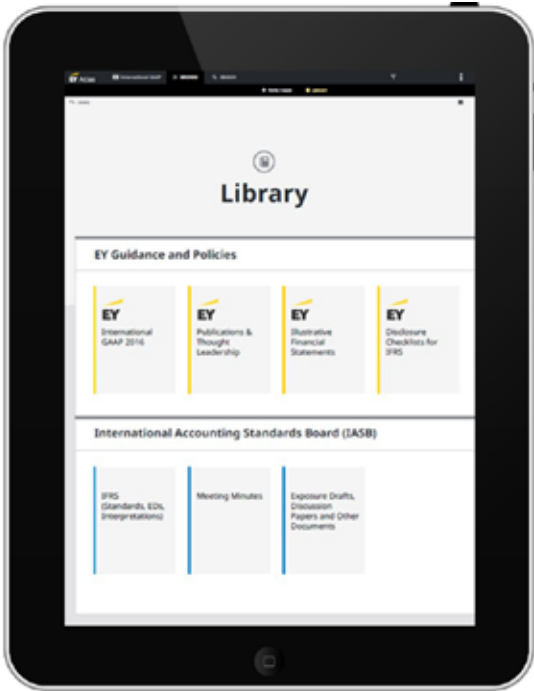 EY Atlas
Library
EY Guidance and Policies
EY
International
GAAP 2016
EY
Publications &
Thought
Leadership
EY
Illustrative
Financial
Statements
EY
Disclosure
Checklists for
IFRS
International Accounting Standards Board (IASB)
IFRS
(Standards, EDs,
Interpretations)
Meeting Minutes
Exposure Drafts,
Discussion
Papers and Other
Documents